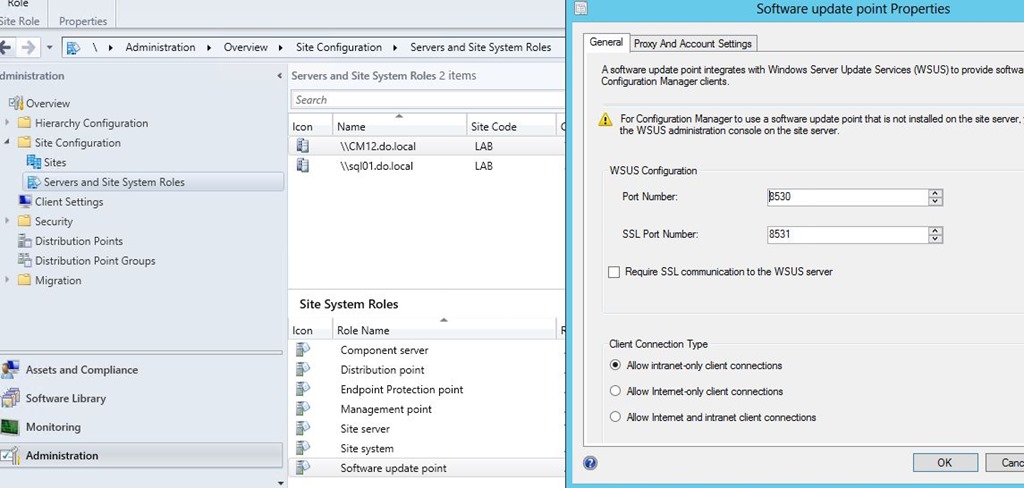 Role
Site Role
Properties
\ Administration Overview Site Configuration Servers and Site System Roles
dministration
Overview
Hierarchy Configuration
Site Configuration
Sites
Servers and Site System Roles
Client Settings
Security
Distribution Points
Distribution Point Groups
Migration
Assets and Compliance
Software Library
Monitoring
Administration
Servers and Site System Roles 2 items
Search
Icon Name Site Code C
\\CM12.do.local LAB
\\sql01.do.local LAB
Site System Roles
Icon Role Name R
Component server
Distribution point
Endpoint Protection point
Management point
Site server
Site system
Software update point
Software update point Properties
General Proxy And Account Settings
A software update point integrates with Windows Server Update Services (WSUS) to provide softwa
Configuration Manager clients.
For Configuration Manager to use a software update point that is not installed on the site server, y
the WSUS administration console on the site server.
WSUS Configuration
Port Number: 8530
SSL Port Number: 8531
Require SSL communication to the WSUS server
Client Connection Type
Allow intranet-only client connections
Allow Internet-only client connections
Allow Internet and intranet client connections
OK Canc